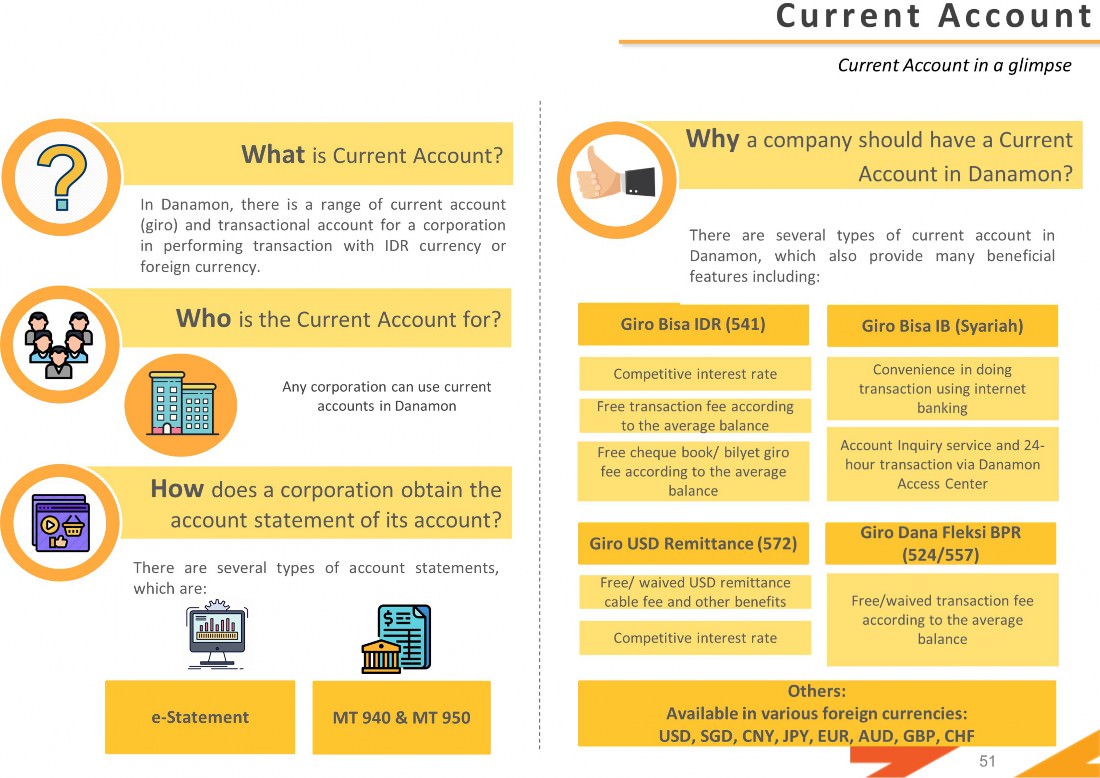 Current Account
Current Account in a glimpse
What is Current Account?
In Danamon, there is a range of current account
(giro) and transactional account for a corporation
in performing transaction with IDR currency or
foreign currency.
Who is the Current Account for?
Any corporation can use current
accounts in Danamon
How does a corporation obtain the
account statement of its account?
There are several types of account statements,
which are:
e-Statement
MT 940 & MT 950
Why a company should have a Current
Account in Danamon?
There are several types of current account in
Danamon, which also provide many beneficial
features including:
Giro Bisa IDR (541)
Competitive interest rate
Free transaction fee according
to the average balance
Free cheque book/ bilyet giro
fee according to the average
balance
Giro Bisa IB (Syariah)
Convenience in doing
transaction using internet
banking
Account Inquiry service and 24-
hour transaction via Danamon
Access Center
Giro USD Remittance (572)
Free/ waived USD remittance
cable fee and other benefits
Competitive interest rate
Giro Dana Fleksi BPR
(524/557)
Free/waived transaction fee
according to the average
balance
Others:
Available in various foreign currencies:
USD, SGD, CNY, JPY, EUR, AUD, GBP, CHF
51